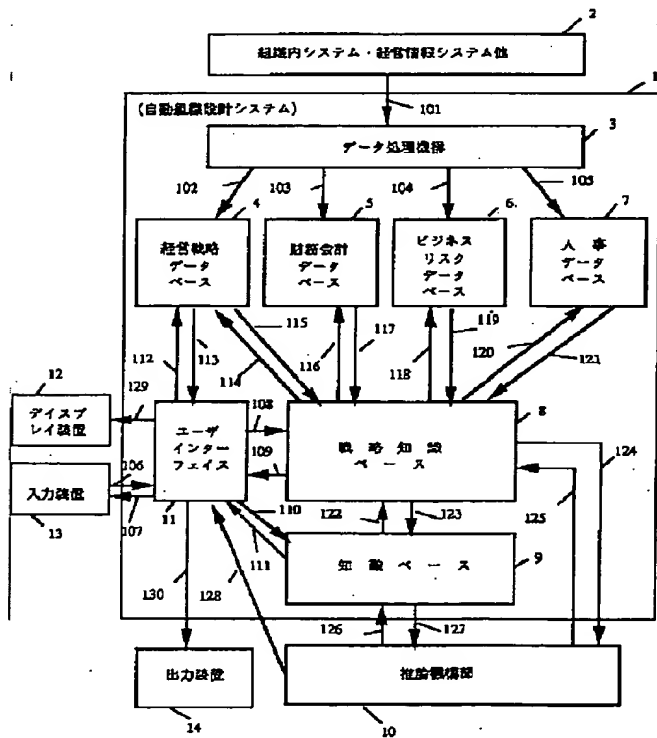 2
組織内システム・経営情報システム他
1
101
(自動組織設計システム)
3
データ処理機構
102
103
104
105
4
5
6
7
経営戦略
データ
ベース
財務会計
データ
ベース
ビジネス
リスク
データ
ベース
人事
データ
ベース
112
113
114
115
116
117
118
119
120
121
12
129
ディスプ
レイ装置
ユーザ
インター
フェイス
108
109
8
戦略知識
ベース
124
125
106
入力装置
107
13
11
110
111
122
123
9
知識ベース
130
128
126
127
出力装置
14
推論機構部
10